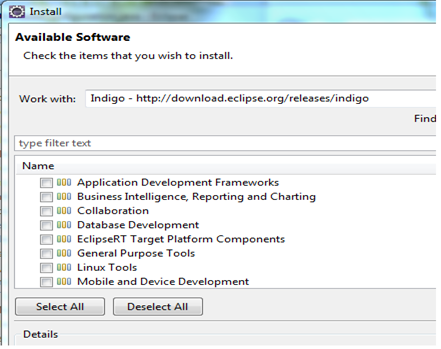 Install
Available Software
Check the items that you wish to install.
Work with: Indigo - http://download.eclipse.org/releases/indigo
Find
type filter text
Name
Application Development Frameworks
Business Intelligence, Reporting and Charting
Collaboration
Database Development
EclipseRT Target Platform Components
General Purpose Tools
Linux Tools
Mobile and Device Development
Select All Deselect All
Details